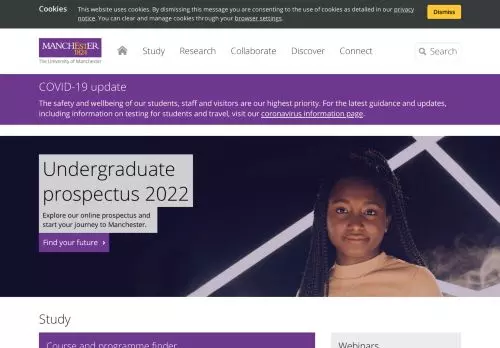 Cookies
This website uses cookies. By dismissing this message you are consenting to the use of cookies as detailed in our privacy
notice. You can clear and manage cookies through your browser settings.
Dismiss
MANCHESTER
1824
The University of Manchester
Study
Research
Collaborate
Discover
Connect
Search
COVID-19 update
The safety and wellbeing of our students, staff and visitors are our highest priority. For the latest guidance and updates,
including information on testing for students and travel, visit our coronavirus information page.
Undergraduate
prospectus 2022
Explore our online prospectus and
start your journey to Manchester.
Find your future
Study
Course and programme finder
Webinars